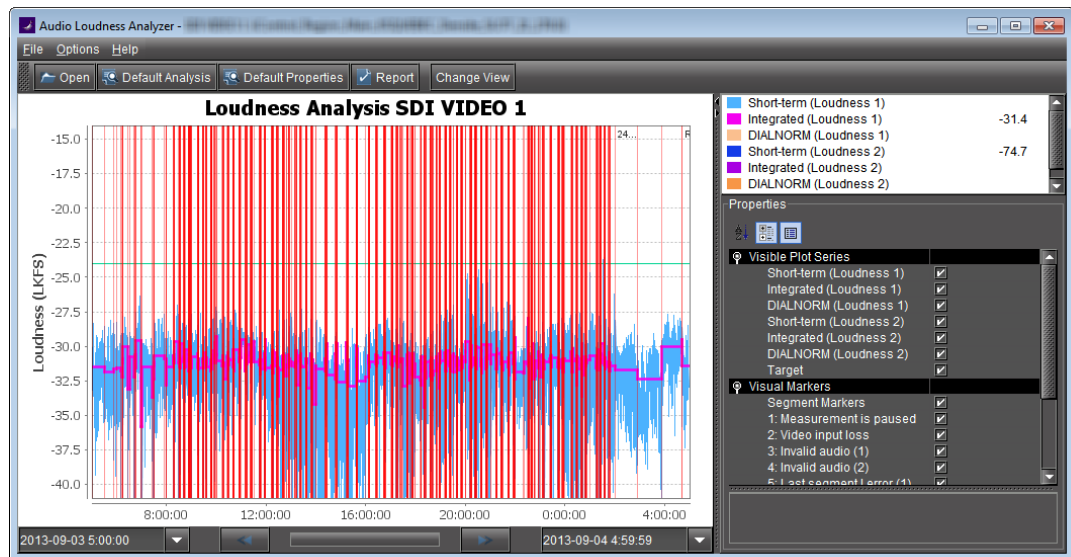 Audio Loudness Analyzer -
File Options Help
Open Default Analysis Default Properties Report Change View
Loudness Analysis SDI VIDEO 1
Loudness (LKFS)
-15.0
-17.5
-20.0
-22.5
-25.0
-27.5
-30.0
-32.5
-35.0
-37.5
-40.0
24... R
8:00:00 12:00:00 16:00:00 20:00:00 0:00:00 4:00:00
2013-09-03 5:00:00 2013-09-04 4:59:59
Short-term (Loudness 1)
Integrated (Loudness 1) -31.4
DIALNORM (Loudness 1)
Short-term (Loudness 2) -74.7
Integrated (Loudness 2)
DIALNORM (Loudness 2)
Properties
Visible Plot Series
Short-term (Loudness 1)
Integrated (Loudness 1)
DIALNORM (Loudness 1)
Short-term (Loudness 2)
Integrated (Loudness 2)
DIALNORM (Loudness 2)
Target
Visual Markers
Segment Markers
1: Measurement is paused
2: Video input loss
3: Invalid audio (1)
4: Invalid audio (2)
5: Last segment I error (1)